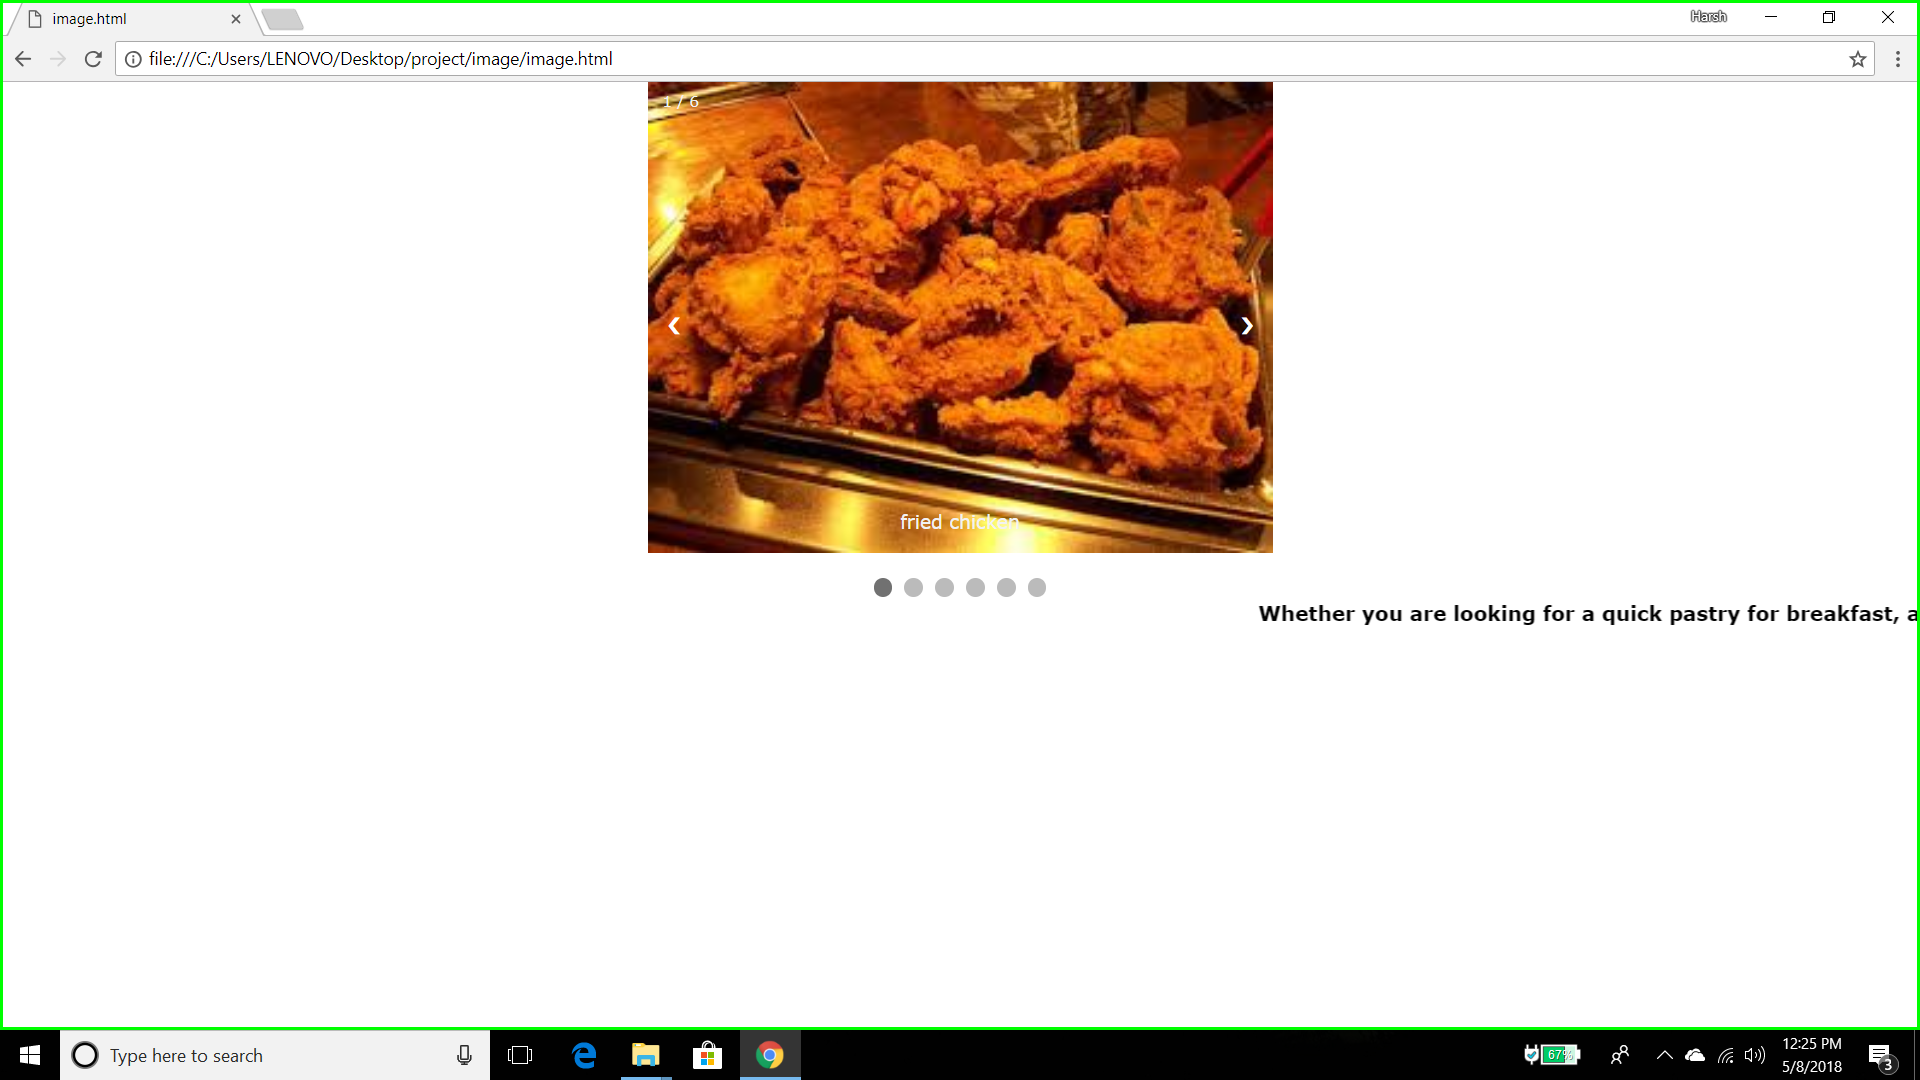 image.html
Harsh
file:///C:/Users/LENOVO/Desktop/project/image/image.html
1 / 6
fried chicken
Whether you are looking for a quick pastry for breakfast, a
Type here to search
67%
12:25 PM
5/8/2018
3